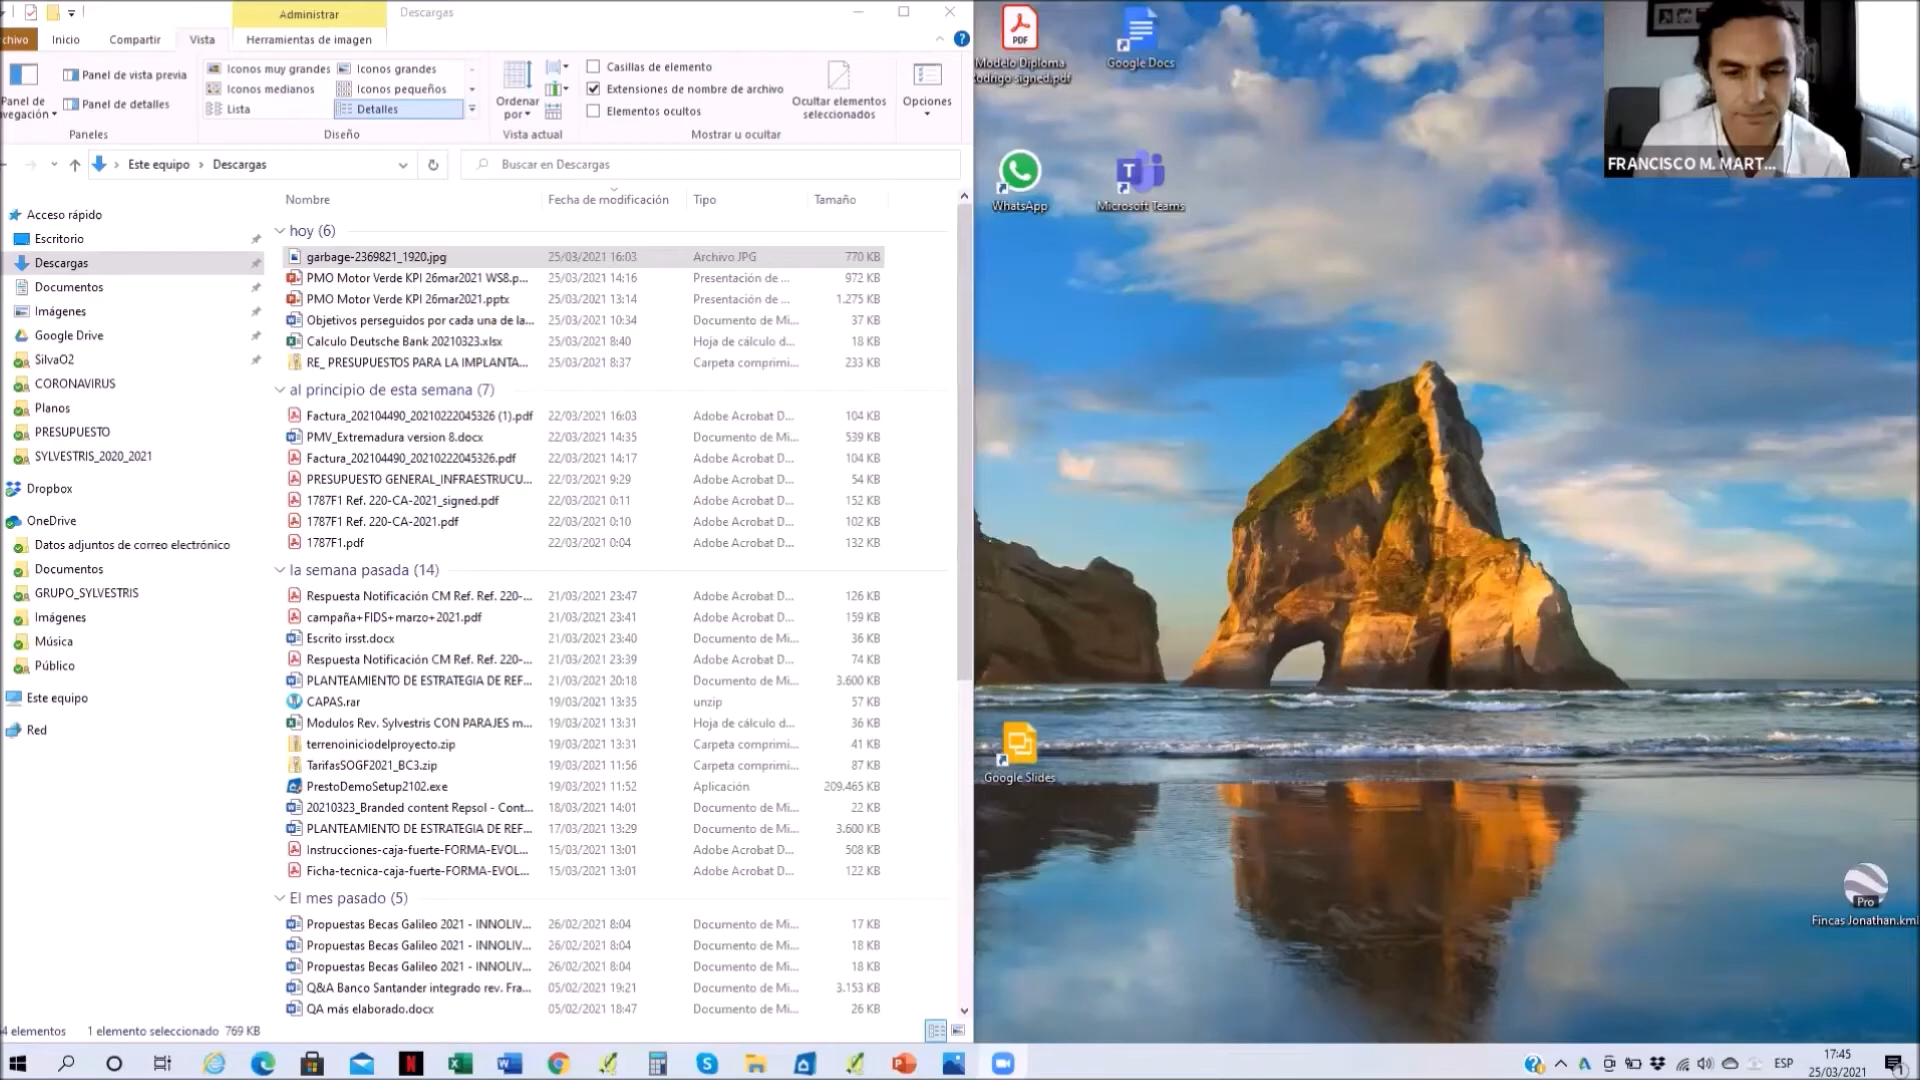 Administrar
Descargas
chivo
Inicio
Compartir
Vista
Herramientas de imagen
Panel de
vegación
Panel de vista previa
Panel de detalles
Paneles
Iconos muy grandes
Iconos grandes
Iconos medianos
Iconos pequeños
Lista
Detalles
Diseño
Ordenar
por
Vista actual
Casillas de elemento
Extensiones de nombre de archivo
Elementos ocultos
Ocultar elementos
seleccionados
Mostrar u ocultar
Opciones
Este equipo
Descargas
Buscar en Descargas
Acceso rápido
Escritorio
Descargas
Documentos
Imágenes
Google Drive
SilvaO2
CORONAVIRUS
Planos
PRESUPUESTO
SYLVESTRIS_2020_2021
Dropbox
OneDrive
Datos adjuntos de correo electrónico
Documentos
GRUPO_SYLVESTRIS
Imágenes
Música
Público
Este equipo
Red
Nombre Fecha de modificación Tipo Tamaño
hoy (6)
garbage-2369821_1920.jpg 25/03/2021 16:03 Archivo JPG 770 KB
PMO Motor Verde KPI 26mar2021 WS8.p... 25/03/2021 14:16 Presentación de ... 972 KB
PMO Motor Verde KPI 26mar2021.pptx 25/03/2021 13:14 Presentación de ... 1.275 KB
Objetivos perseguidos por cada una de la... 25/03/2021 10:34 Documento de Mi... 37 KB
Calculo Deutsche Bank 20210323.xlsx 25/03/2021 8:40 Hoja de cálculo d... 18 KB
RE_ PRESUPUESTOS PARA LA IMPLANTA... 25/03/2021 8:37 Carpeta comprimi... 233 KB
al principio de esta semana (7)
Factura_202104490_20210222045326 (1).pdf 22/03/2021 16:03 Adobe Acrobat D... 104 KB
PMV_Extremadura version 8.docx 22/03/2021 14:35 Documento de Mi... 539 KB
Factura_202104490_20210222045326.pdf 22/03/2021 14:17 Adobe Acrobat D... 104 KB
PRESUPUESTO GENERAL_INFRAESTRUCU... 22/03/2021 9:29 Adobe Acrobat D... 54 KB
1787F1 Ref. 220-CA-2021_signed.pdf 22/03/2021 0:11 Adobe Acrobat D... 152 KB
1787F1 Ref. 220-CA-2021.pdf 22/03/2021 0:10 Adobe Acrobat D... 102 KB
1787F1.pdf 22/03/2021 0:04 Adobe Acrobat D... 132 KB
la semana pasada (14)
Respuesta Notificación CM Ref. Ref. 220-... 21/03/2021 23:47 Adobe Acrobat D... 126 KB
campaña+FIDS+marzo+2021.pdf 21/03/2021 23:41 Adobe Acrobat D... 159 KB
Escrito irsst.docx 21/03/2021 23:40 Documento de Mi... 36 KB
Respuesta Notificación CM Ref. Ref. 220-... 21/03/2021 23:39 Adobe Acrobat D... 74 KB
PLANTEAMIENTO DE ESTRATEGIA DE REF... 21/03/2021 20:18 Documento de Mi... 3.600 KB
CAPAS.rar 19/03/2021 13:35 unzip 57 KB
Modulos Rev. Sylvestris CON PARAJES m... 19/03/2021 13:31 Hoja de cálculo d... 36 KB
terrenoiniciodelproyecto.zip 19/03/2021 13:31 Carpeta comprimi... 41 KB
TarifasSOGF2021_BC3.zip 19/03/2021 11:56 Carpeta comprimi... 87 KB
PrestoDemoSetup2102.exe 19/03/2021 11:52 Aplicación 209.465 KB
20210323_Branded content Repsol - Cont... 18/03/2021 14:01 Documento de Mi... 22 KB
PLANTEAMIENTO DE ESTRATEGIA DE REF... 17/03/2021 13:29 Documento de Mi... 3.600 KB
Instrucciones-caja-fuerte-FORMA-EVOL... 15/03/2021 13:01 Adobe Acrobat D... 508 KB
Ficha-tecnica-caja-fuerte-FORMA-EVOL... 15/03/2021 13:01 Adobe Acrobat D... 122 KB
El mes pasado (5)
Propuestas Becas Galileo 2021 - INNOLIV... 26/02/2021 8:04 Documento de Mi... 17 KB
Propuestas Becas Galileo 2021 - INNOLIV... 26/02/2021 8:04 Documento de Mi... 18 KB
Propuestas Becas Galileo 2021 - INNOLIV... 26/02/2021 8:04 Documento de Mi... 18 KB
Q&A Banco Santander integrado rev. Fra... 05/02/2021 19:21 Documento de Mi... 3.153 KB
QA más elaborado.docx 05/02/2021 18:47 Documento de Mi... 26 KB
4 elementos 1 elemento seleccionado 769 KB
PDF
Modelo Diploma
Rodrigo-signed.pdf
Google Docs
WhatsApp
T
Microsoft Teams
Google Slides
FRANCISCO M. MART...
Pro
Fincas Jonathan.kml
ESP
17:45
25/03/2021
1